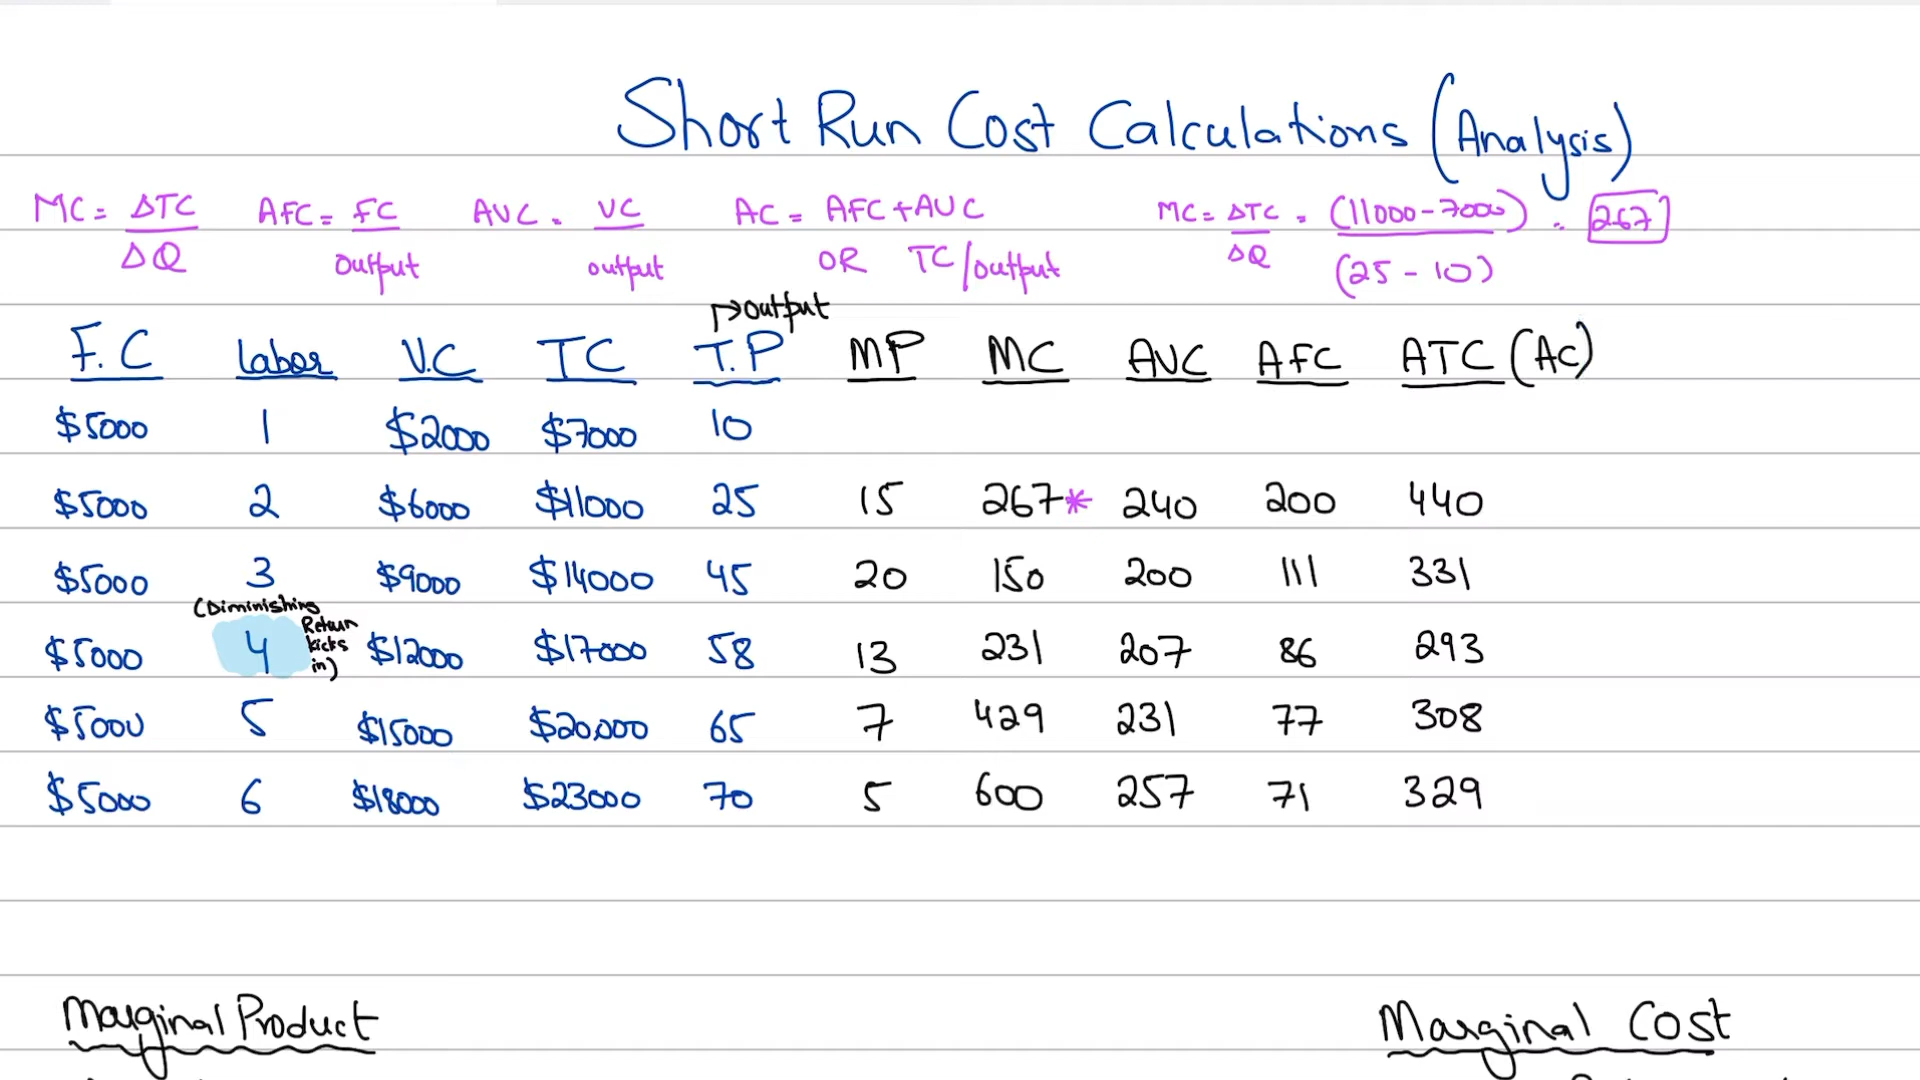 Short Run Cost Calculations (Analysis)
MC = ΔTC / ΔQ AFC = FC / output AVC = VC / output AC = AFC + AUC OR TC/output MC = ΔTC / ΔQ = (11000-7000) / (25-10) = 267
→output
F.C labor V.C TC T.P MP MC AVC AFC ATC (AC)
$5000 1 $2000 $7000 10
$5000 2 $6000 $11000 25 15 267* 240 200 440
$5000 3 $9000 $14000 45 20 150 200 111 331
(Diminishing Return kicks in)
$5000 4 $12000 $17000 58 13 231 207 86 293
$5000 5 $15000 $20,000 65 7 429 231 77 308
$5000 6 $18000 $23000 70 5 600 257 71 329
Marginal Product Marginal Cost